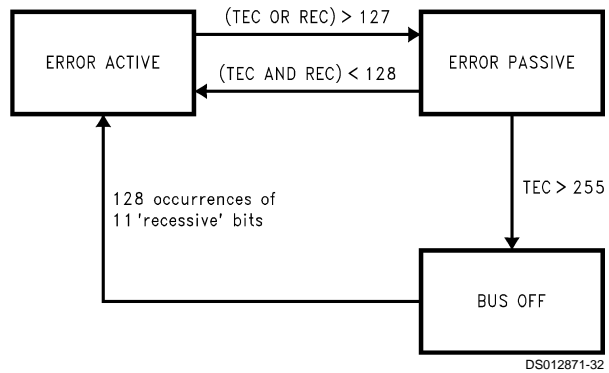 (TEC OR REC) > 127
ERROR ACTIVE
ERROR PASSIVE
(TEC AND REC) < 128
128 occurrences of
11 'recessive' bits
TEC > 255
BUS OFF
DS012871-32